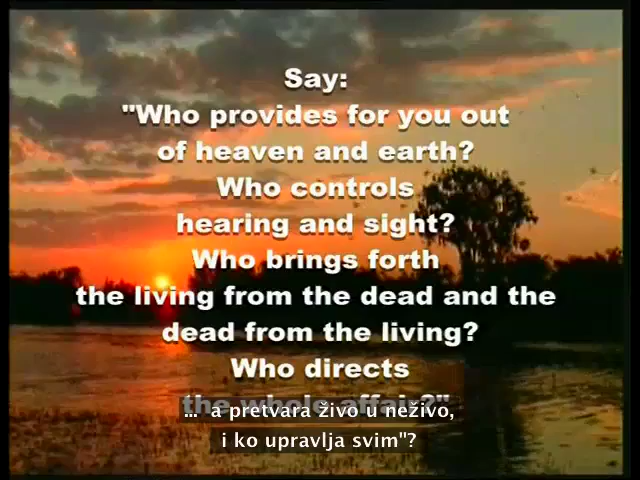 Say:
"Who provides for you out
of heaven and earth?
Who controls
hearing and sight?
Who brings forth
the living from the dead and the
dead from the living?
Who directs
the whole affair?"
... a pretvara živo u neživo,
i ko upravlja svim"?